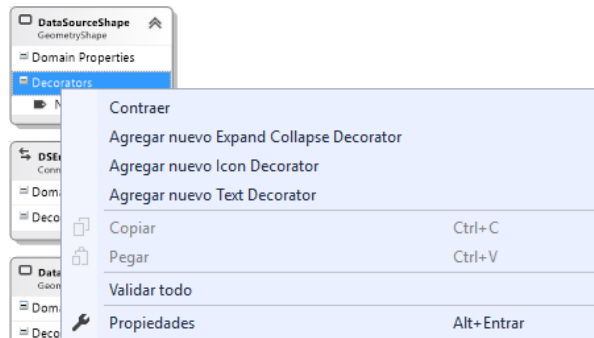 DataSourceShape
GeometryShape
Domain Properties
Decorators
Contraer
Agregar nuevo Expand Collapse Decorator
Agregar nuevo Icon Decorator
Agregar nuevo Text Decorator
Copiar Ctrl+C
Pegar Ctrl+V
Validar todo
Propiedades Alt+Entrar